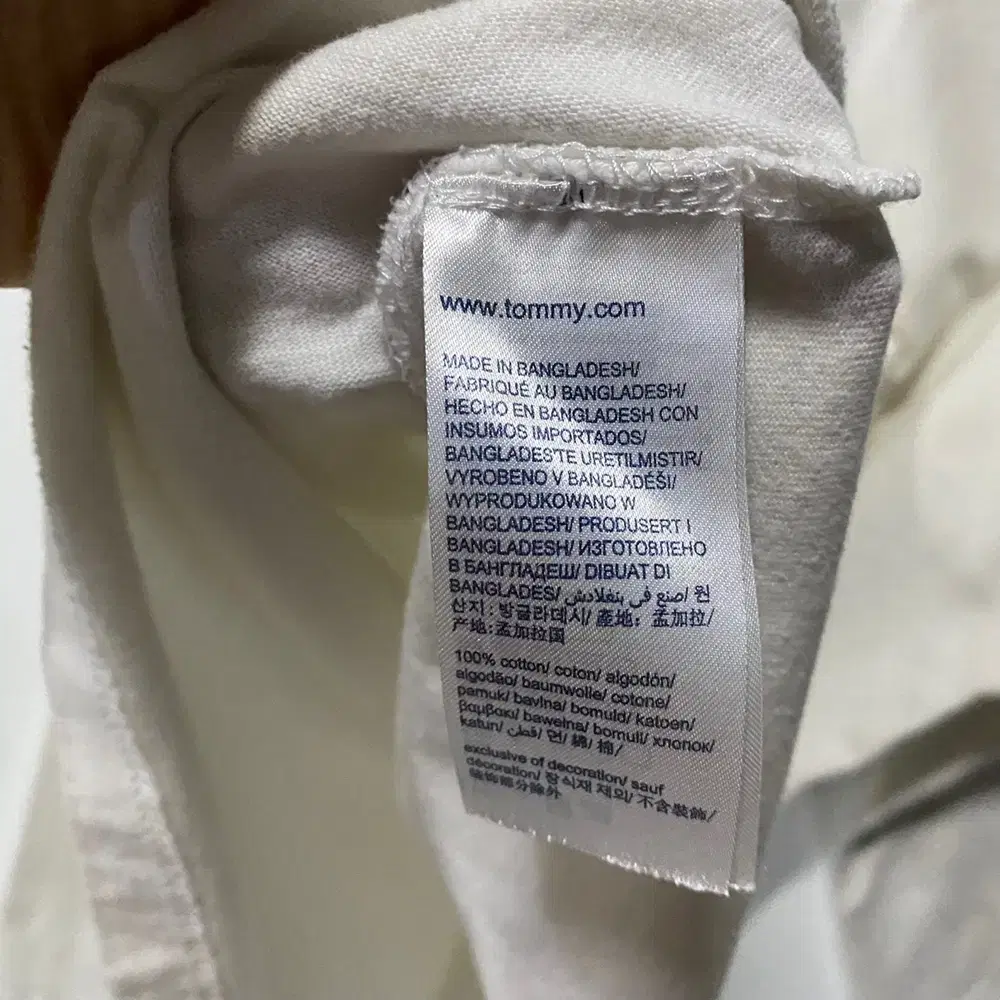 www.tommy.com
MADE IN BANGLADESH/
FABRIQUÉ AU BANGLADESH/
HECHO EN BANGLADESH CON
INSUMOS IMPORTADOS/
BANGLADES'TE URETILMISTIR/
VYROBENO V BANGLADÉŠI/
WYPRODUKOWANO W
BANGLADESH/ PRODUSERT I
BANGLADESH/ ИЗГОТОВЛЕНО
В БАНГЛАДЕШ/ DIBUAT DI
BANGLADES/ صنع في بنغلادش/ 원
산지 : 방글라데시/ 產地: 孟加拉/
产地:孟加拉国
100% cotton/ coton/ algodón/
algodão/ baumwolle/ cotone/
pamuk/ bavlna/ bomuld/ katoen/
βαμβακι/ bawełna/ bomull/ хлопок/
katun/ قطن/ 면/ 綿/ 棉/
exclusive of decoration/ sauf
décoration/ 장식재 제외/ 不含裝飾/
装饰部分除外